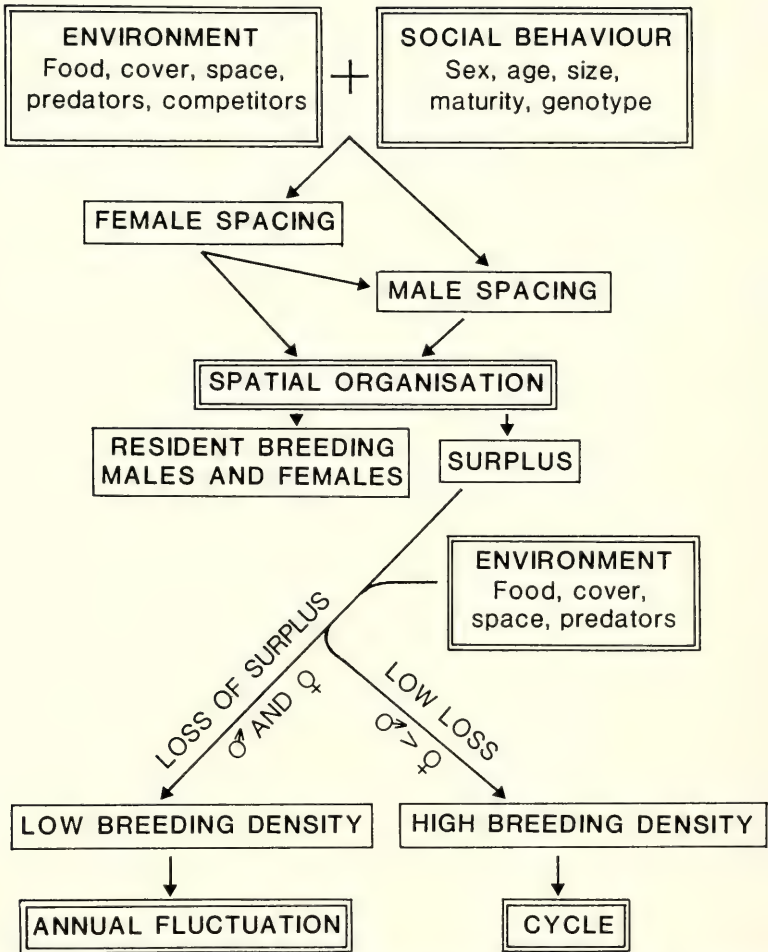 ENVIRONMENT
Food, cover, space,
predators, competitors
+
SOCIAL BEHAVIOUR
Sex, age, size,
maturity, genotype
FEMALE SPACING
MALE SPACING
SPATIAL ORGANISATION
RESIDENT BREEDING
MALES AND FEMALES
SURPLUS
ENVIRONMENT
Food, cover,
space, predators
LOSS OF SURPLUS
♂ AND ♀
LOW LOSS
♂ > ♀
LOW BREEDING DENSITY
HIGH BREEDING DENSITY
ANNUAL FLUCTUATION
CYCLE